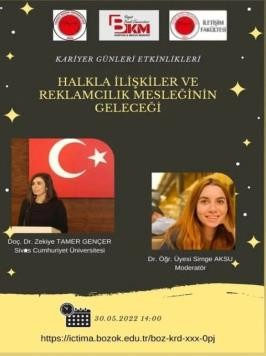 BKM
İLETİŞİM
FAKÜLTESİ
KARİYER GÜNLERİ ETKİNLİKLERİ
HALKLA İLİŞKİLER VE
REKLAMCILIK MESLEĞİNİN
GELECEĞİ
Doç. Dr. Zekiye TAMER GENÇER
Sivas Cumhuriyet Üniversitesi
Dr. Öğr. Üyesi Simge AKSU
Moderatör
30.05.2022 14:00
https://ictima.bozok.edu.tr/boz-krd-xxx-0pj